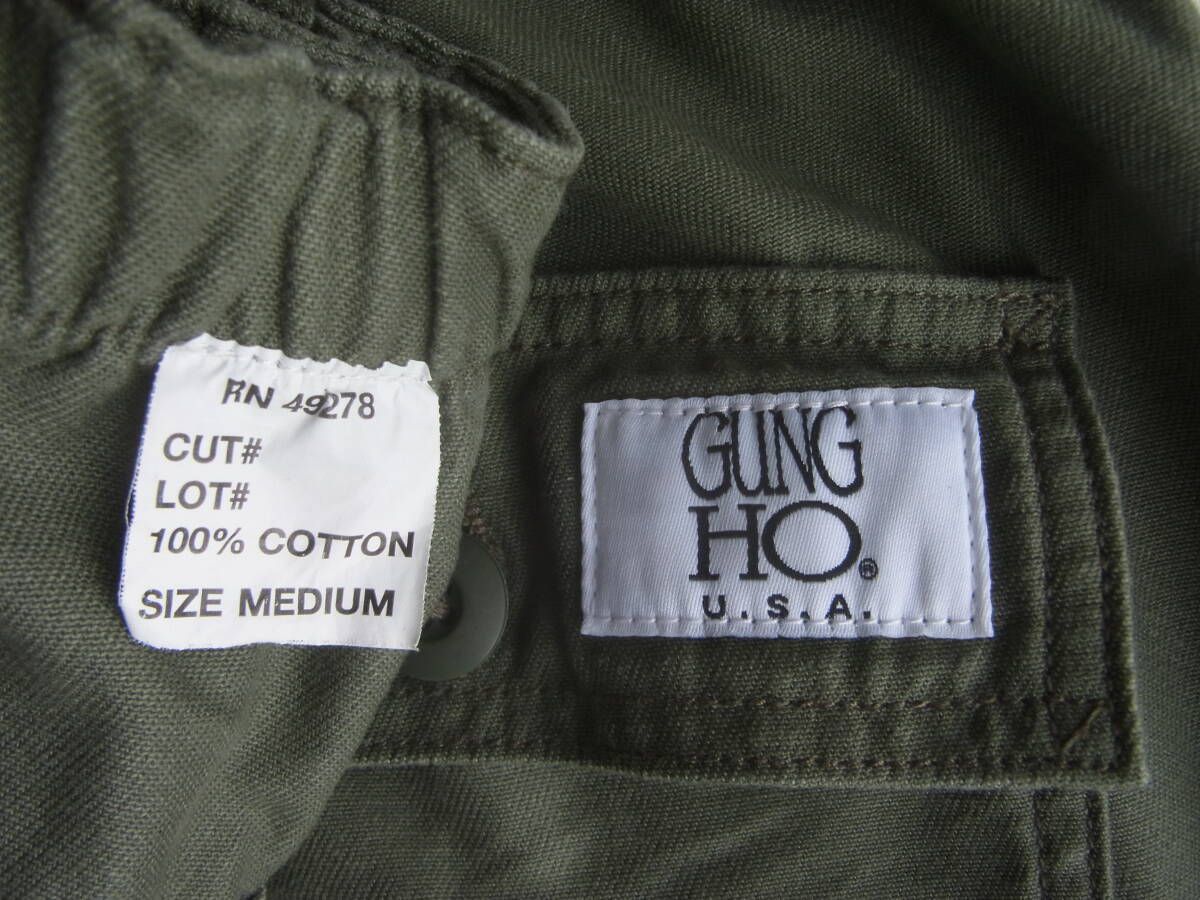 RN 49278
CUT#
LOT#
100% COTTON
SIZE MEDIUM
GUNG
HO®
U.S.A.